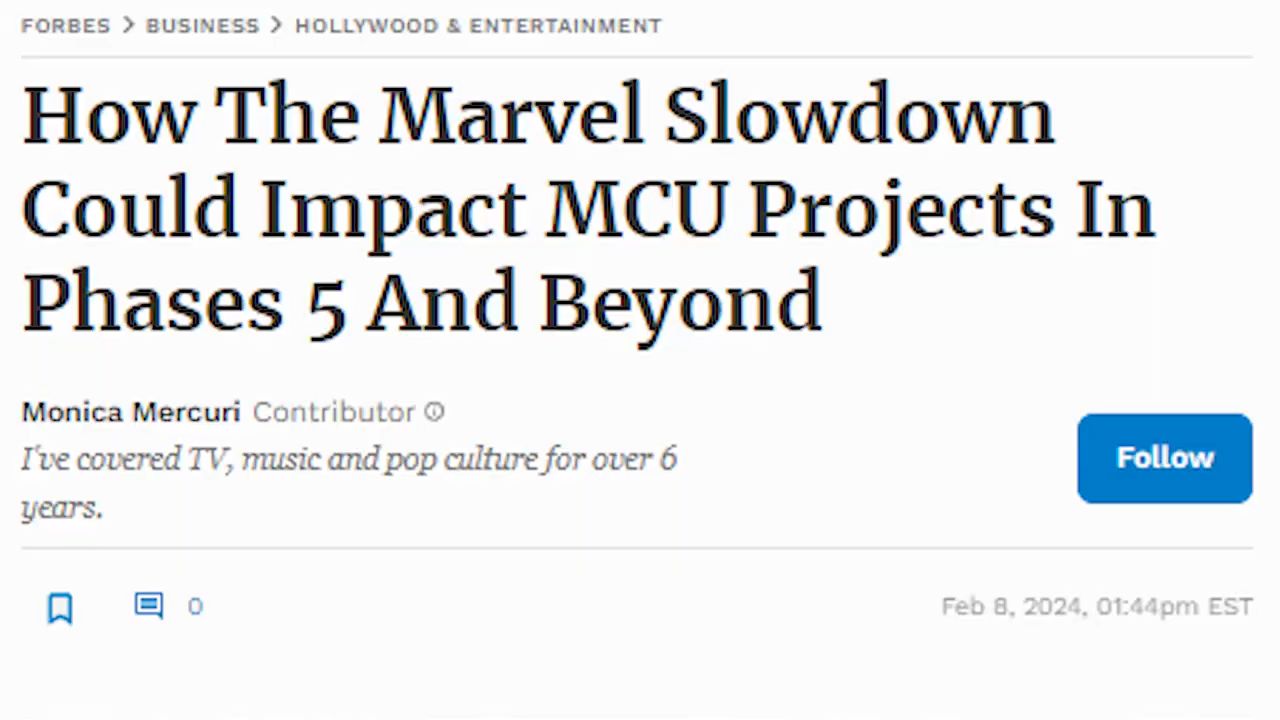 FORBES > BUSINESS > HOLLYWOOD & ENTERTAINMENT
How The Marvel Slowdown
Could Impact MCU Projects In
Phases 5 And Beyond
Monica Mercuri Contributor
I've covered TV, music and pop culture for over 6
years.
Follow
0
Feb 8, 2024, 01:44pm EST